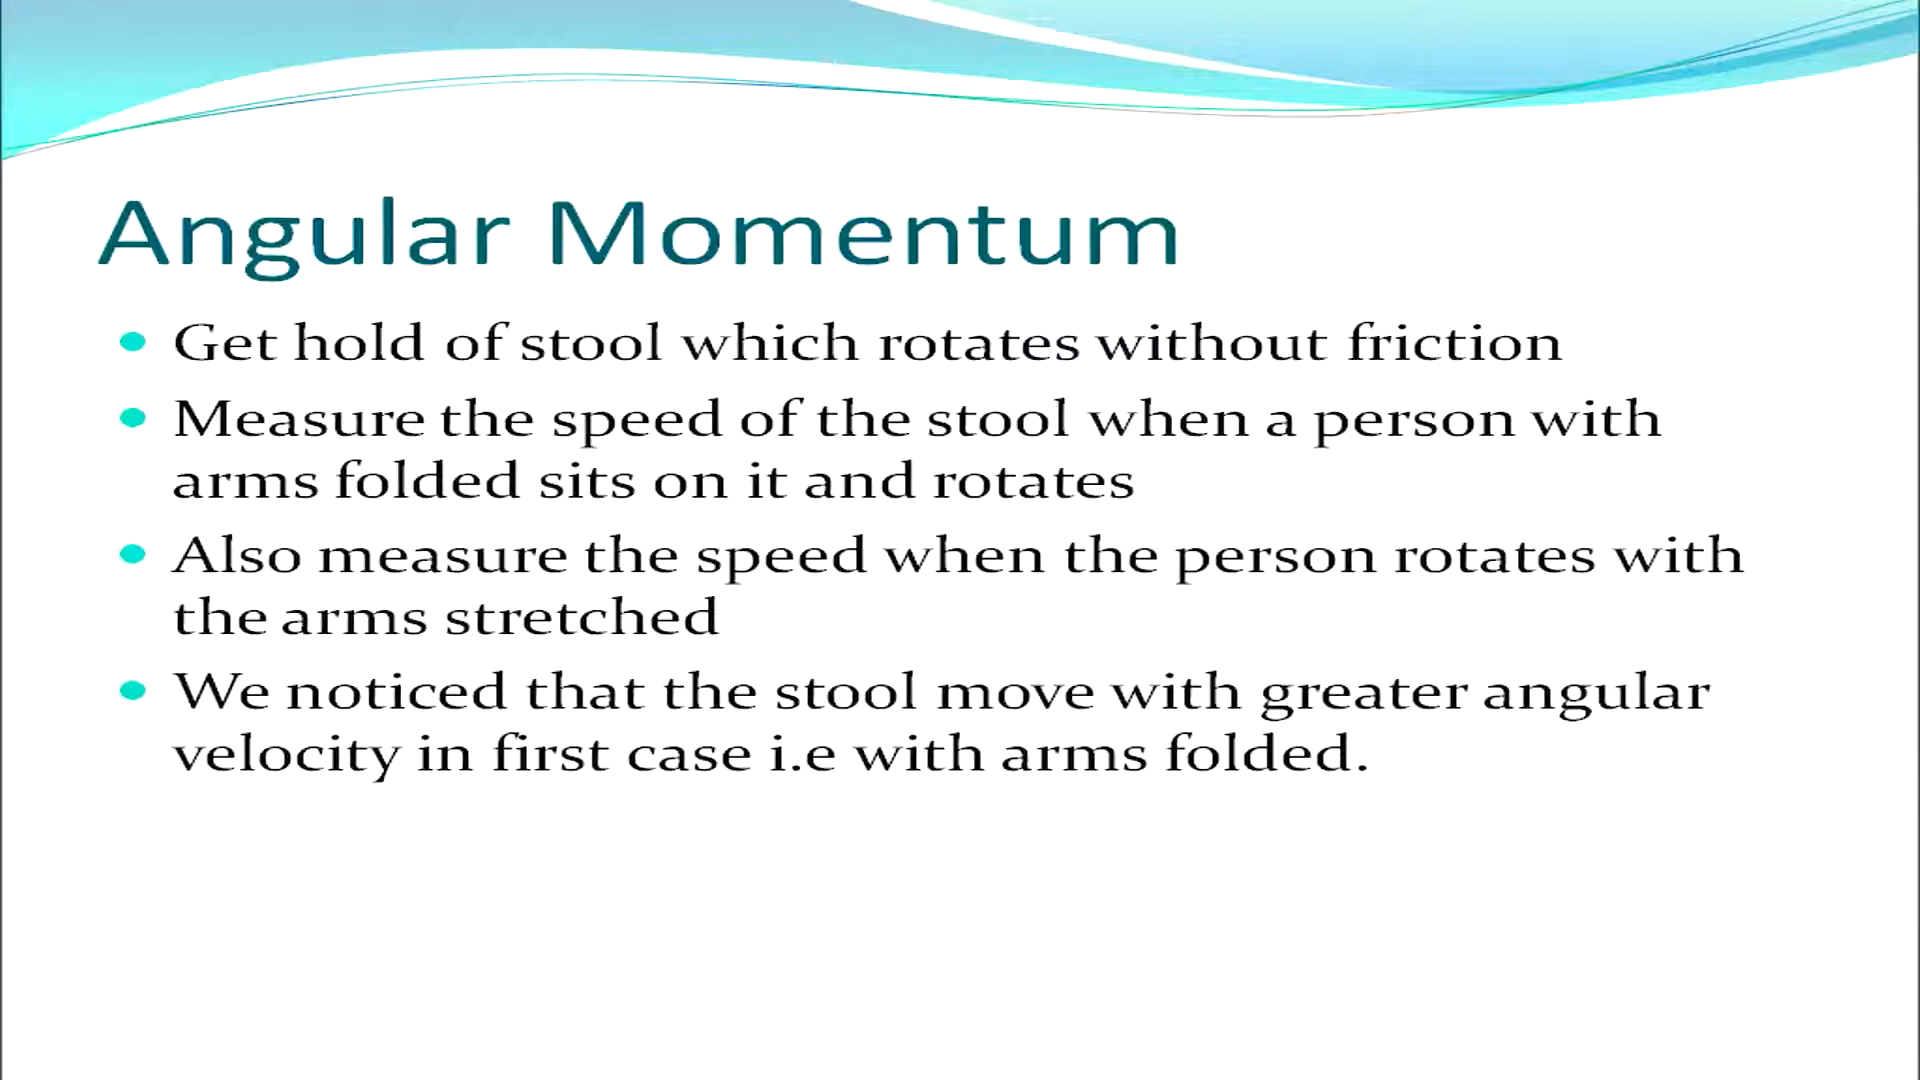 Angular Momentum
• Get hold of stool which rotates without friction
• Measure the speed of the stool when a person with
arms folded sits on it and rotates
• Also measure the speed when the person rotates with
the arms stretched
• We noticed that the stool move with greater angular
velocity in first case i.e with arms folded.